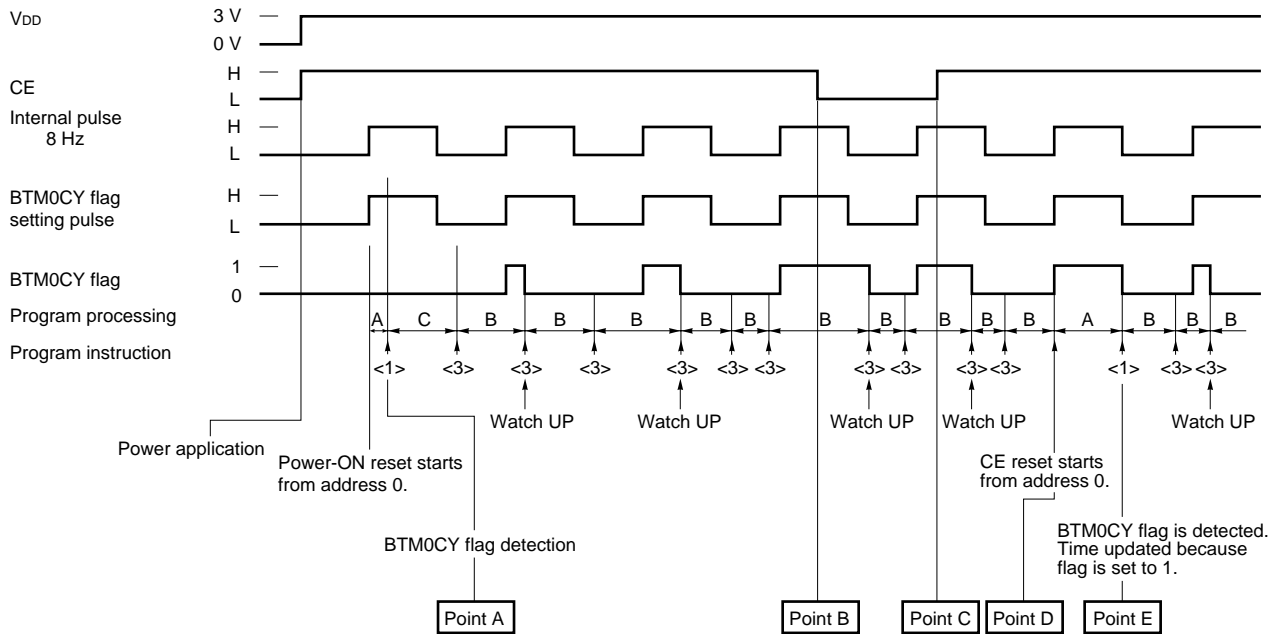 VDD
3 V
0 V
CE
H
L
Internal pulse
8 Hz
H
L
BTM0CY flag
setting pulse
H
L
BTM0CY flag
1
0
Program processing
A C B B B B B B B B B B A B B B
Program instruction
<1> <3> <3> <3> <3> <3> <3> <3> <3> <3> <3> <1> <3> <3>
Watch UP Watch UP Watch UP Watch UP Watch UP
Power application
Power-ON reset starts
from address 0.
CE reset starts
from address 0.
BTM0CY flag detection
BTM0CY flag is detected.
Time updated because
flag is set to 1.
Point A Point B Point C Point D Point E